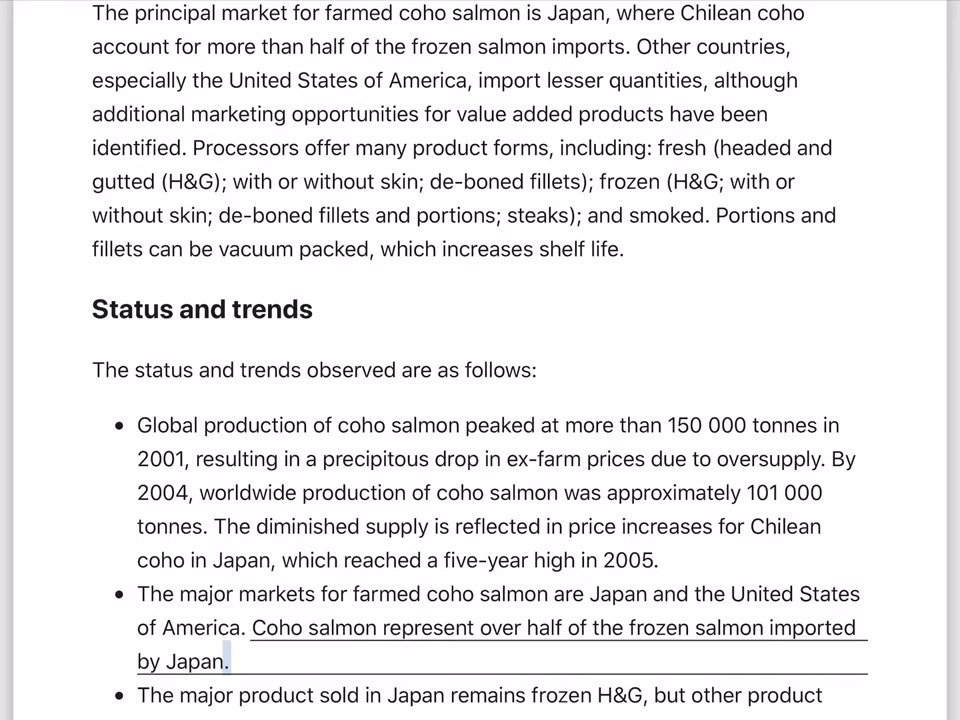 The principal market for farmed coho salmon is Japan, where Chilean coho
account for more than half of the frozen salmon imports. Other countries,
especially the United States of America, import lesser quantities, although
additional marketing opportunities for value added products have been
identified. Processors offer many product forms, including: fresh (headed and
gutted (H&G); with or without skin; de-boned fillets); frozen (H&G; with or
without skin; de-boned fillets and portions; steaks); and smoked. Portions and
fillets can be vacuum packed, which increases shelf life.
Status and trends
The status and trends observed are as follows:
• Global production of coho salmon peaked at more than 150 000 tonnes in
2001, resulting in a precipitous drop in ex-farm prices due to oversupply. By
2004, worldwide production of coho salmon was approximately 101 000
tonnes. The diminished supply is reflected in price increases for Chilean
coho in Japan, which reached a five-year high in 2005.
• The major markets for farmed coho salmon are Japan and the United States
of America. Coho salmon represent over half of the frozen salmon imported
by Japan.
• The major product sold in Japan remains frozen H&G, but other product